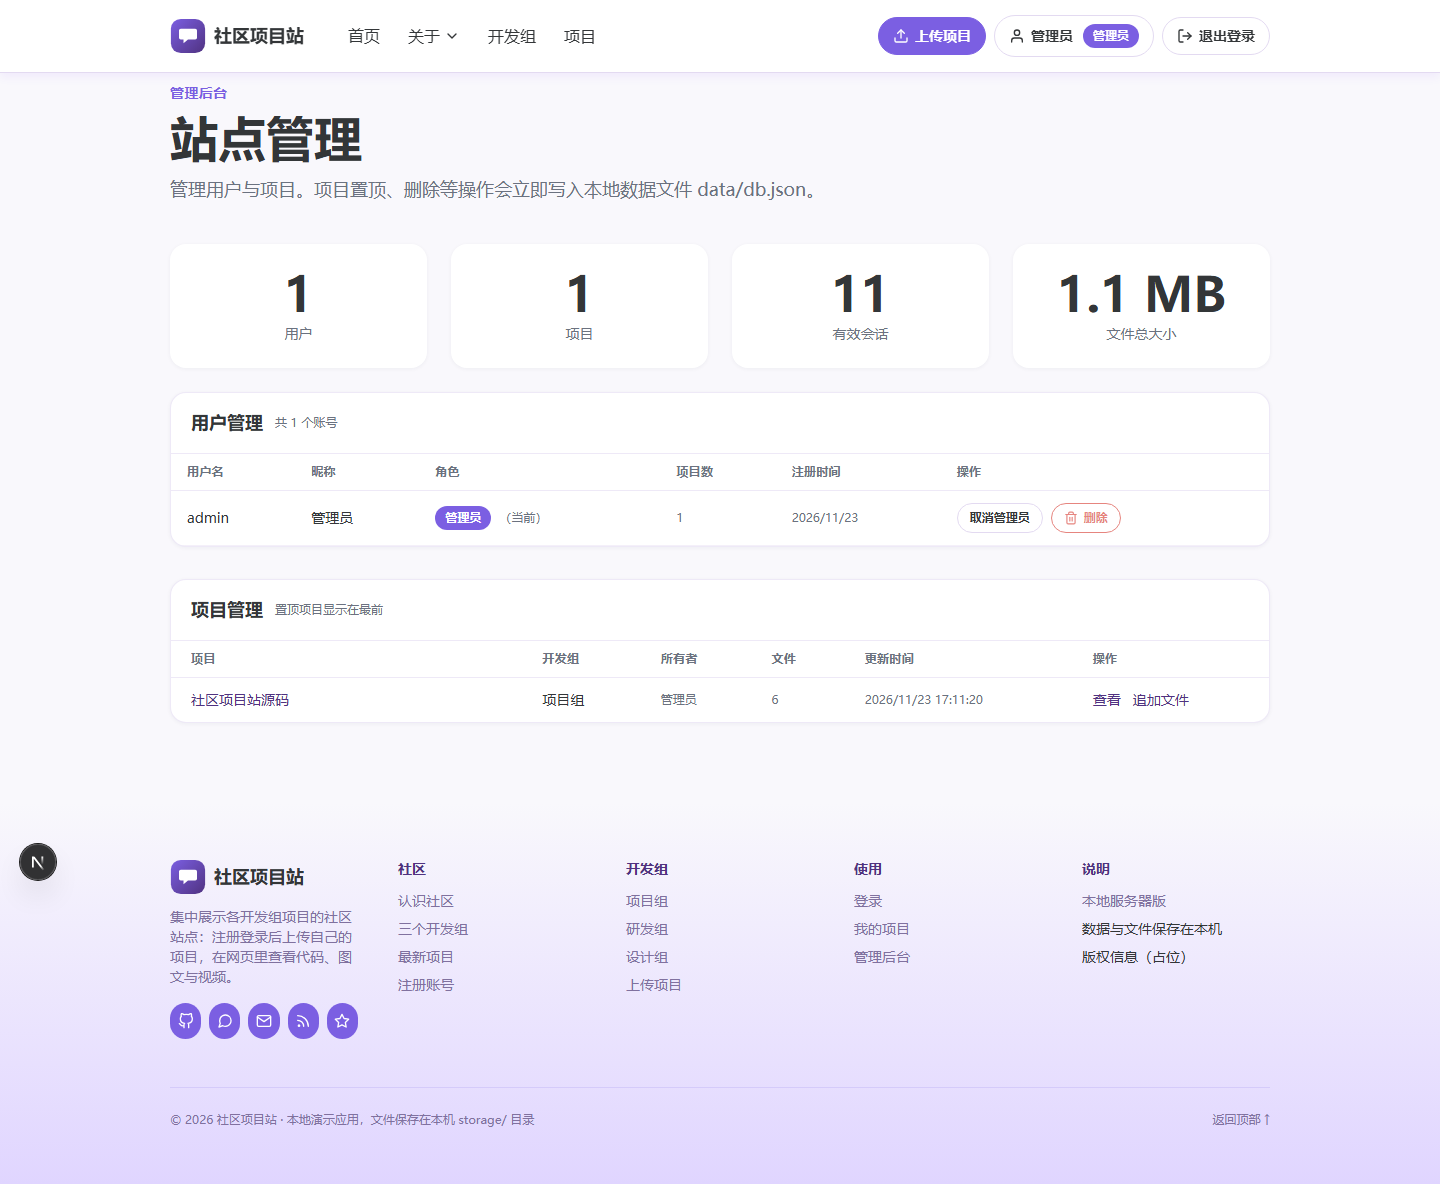 社区项目站
首页 关于 开发组 项目
上传项目 管理员 管理员 退出登录
管理后台
站点管理
管理用户与项目。项目置顶、删除等操作会立即写入本地数据文件 data/db.json。
1 1 11 1.1 MB
用户 项目 有效会话 文件总大小
用户管理 共 1 个账号
用户名 昵称 角色 项目数 注册时间 操作
admin 管理员 管理员 （当前） 1 2026/11/23 取消管理员 删除
项目管理 置顶项目显示在最前
项目 开发组 所有者 文件 更新时间 操作
社区项目站源码 项目组 管理员 6 2026/11/23 17:11:20 查看 追加文件
N
社区项目站
集中展示各开发组项目的社区
站点：注册登录后上传自己的
项目，在网页里查看代码、图
文与视频。
社区
认识社区
三个开发组
最新项目
注册账号
开发组
项目组
研发组
设计组
上传项目
使用
登录
我的项目
管理后台
说明
本地服务器版
数据与文件保存在本机
版权信息（占位）
© 2026 社区项目站 · 本地演示应用，文件保存在本机 storage/ 目录
返回顶部 ↑